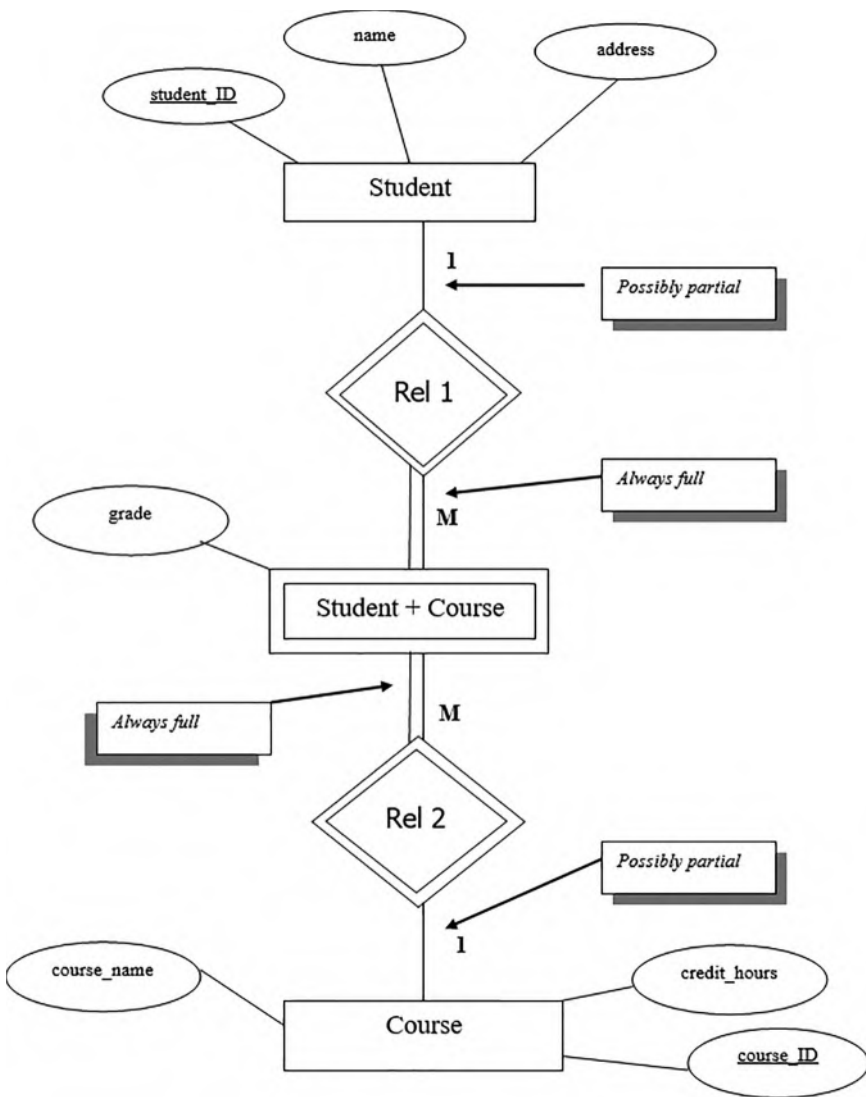 name
address
student_ID
Student
1
Possibly partial
Rel 1
Always full
M
grade
Student + Course
Always full
M
Rel 2
Possibly partial
1
course_name
credit_hours
Course
course_ID